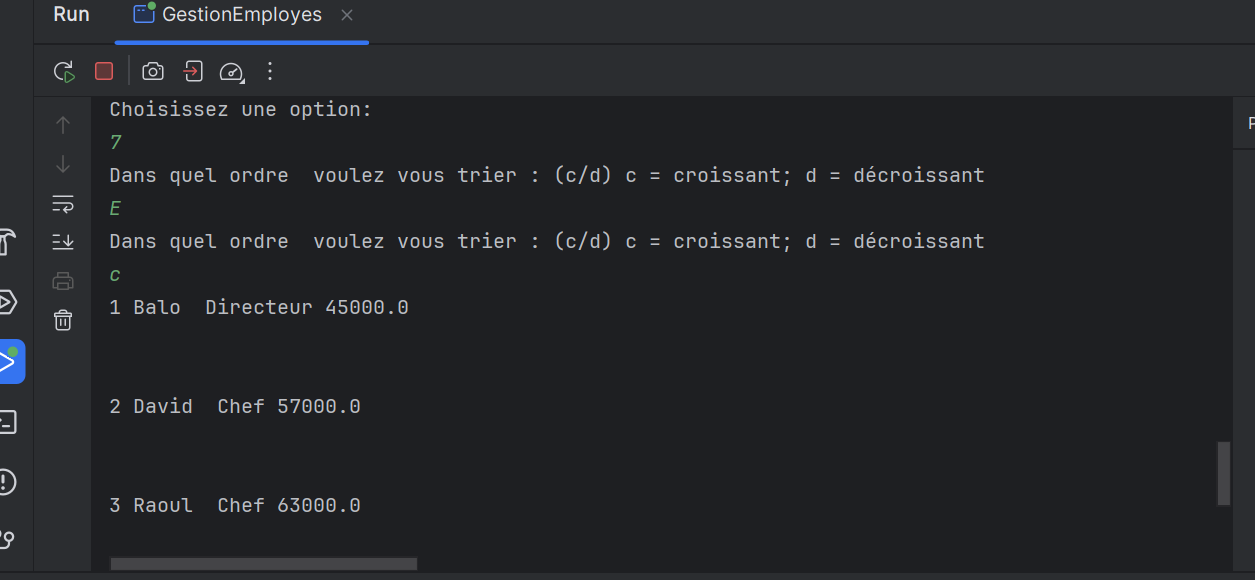 Run GestionEmployes
Choisissez une option:
7
Dans quel ordre  voulez vous trier : (c/d) c = croissant; d = décroissant
E
Dans quel ordre  voulez vous trier : (c/d) c = croissant; d = décroissant
c
1 Balo  Directeur 45000.0
2 David  Chef 57000.0
3 Raoul  Chef 63000.0